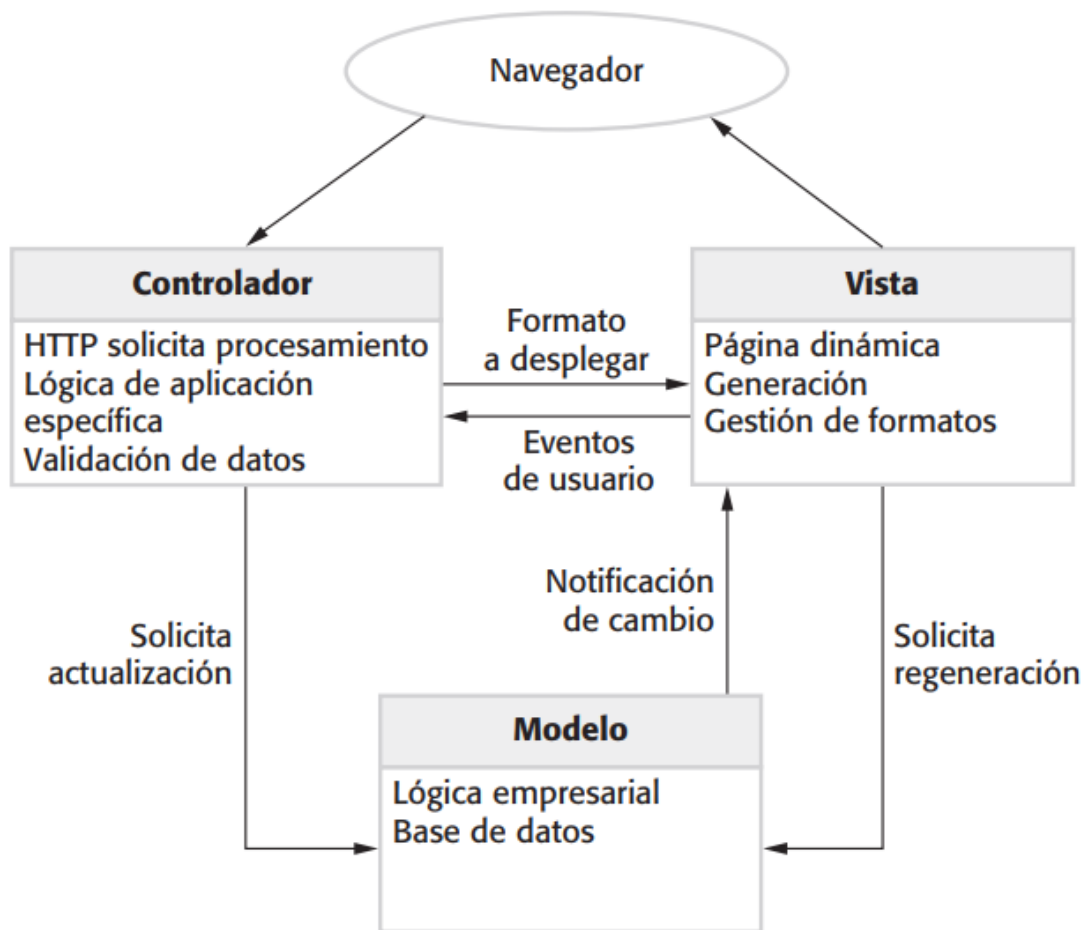 Navegador
Controlador
HTTP solicita procesamiento
Lógica de aplicación
específica
Validación de datos
Formato
a desplegar
Eventos
de usuario
Vista
Página dinámica
Generación
Gestión de formatos
Solicita
actualización
Notificación
de cambio
Solicita
regeneración
Modelo
Lógica empresarial
Base de datos